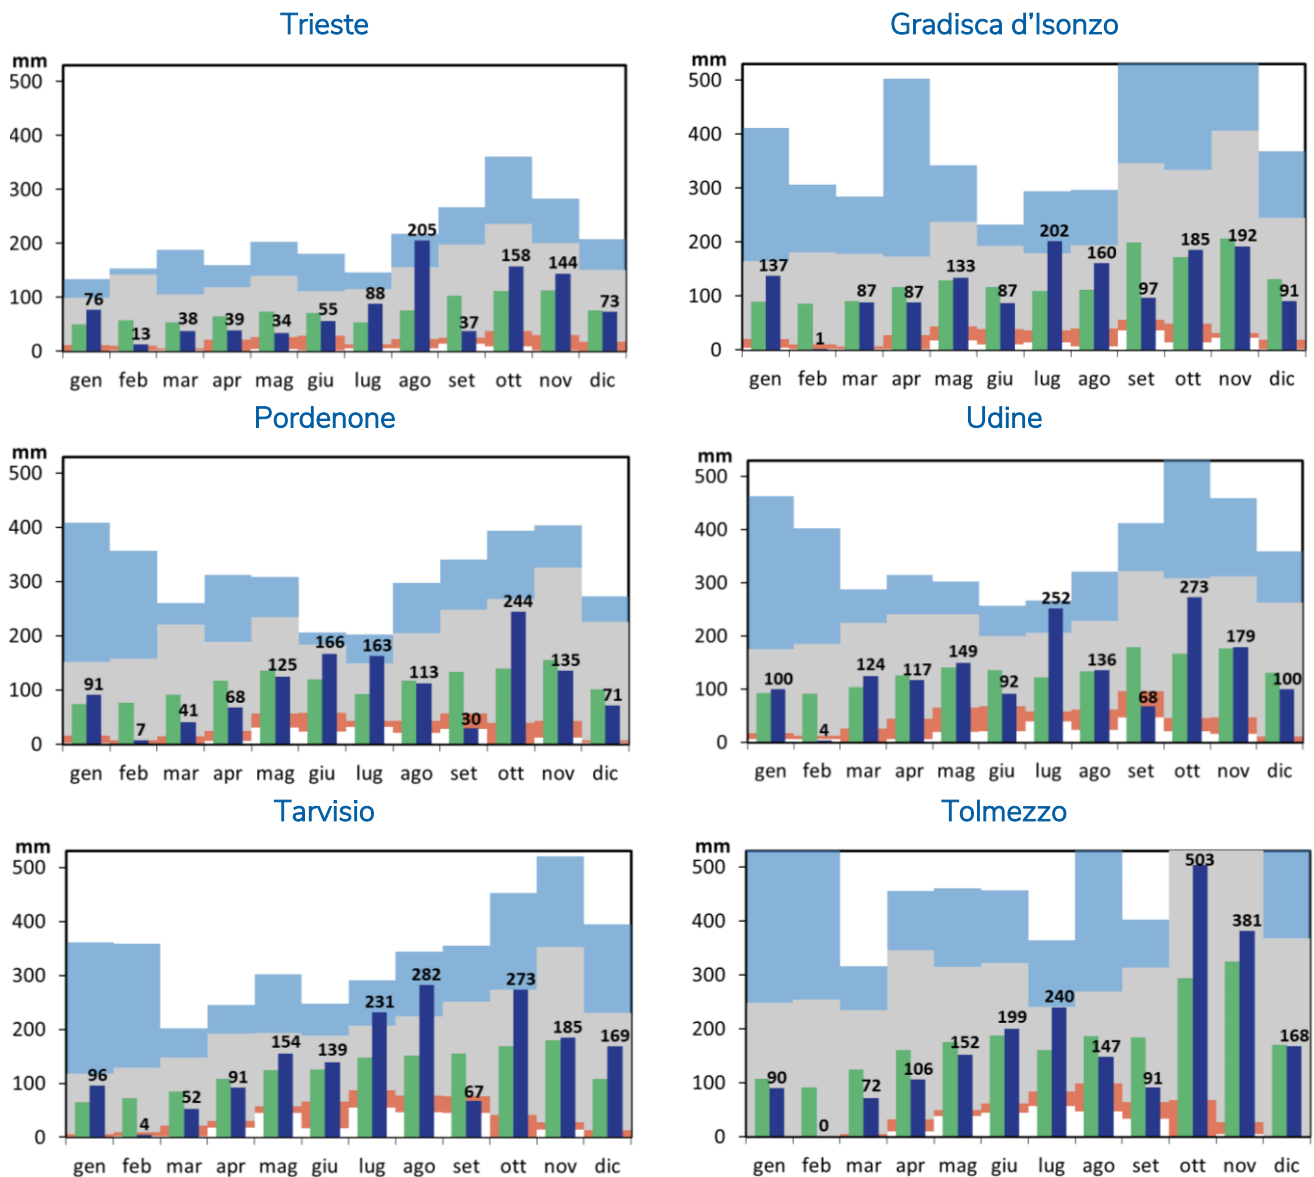 Trieste
mm
500
400
300
200
100
0
76 13 38 39 34 55 88 205 37 158 144 73
gen feb mar apr mag giu lug ago set ott nov dic
Gradisca d'Isonzo
mm
500
400
300
200
100
0
137 1 87 87 133 87 202 160 97 185 192 91
gen feb mar apr mag giu lug ago set ott nov dic
Pordenone
mm
500
400
300
200
100
0
91 7 41 68 125 166 163 113 30 244 135 71
gen feb mar apr mag giu lug ago set ott nov dic
Udine
mm
500
400
300
200
100
0
100 4 124 117 149 92 252 136 68 273 179 100
gen feb mar apr mag giu lug ago set ott nov dic
Tarvisio
mm
500
400
300
200
100
0
96 4 52 91 154 139 231 282 67 273 185 169
gen feb mar apr mag giu lug ago set ott nov dic
Tolmezzo
mm
500
400
300
200
100
0
90 0 72 106 152 199 240 147 91 503 381 168
gen feb mar apr mag giu lug ago set ott nov dic